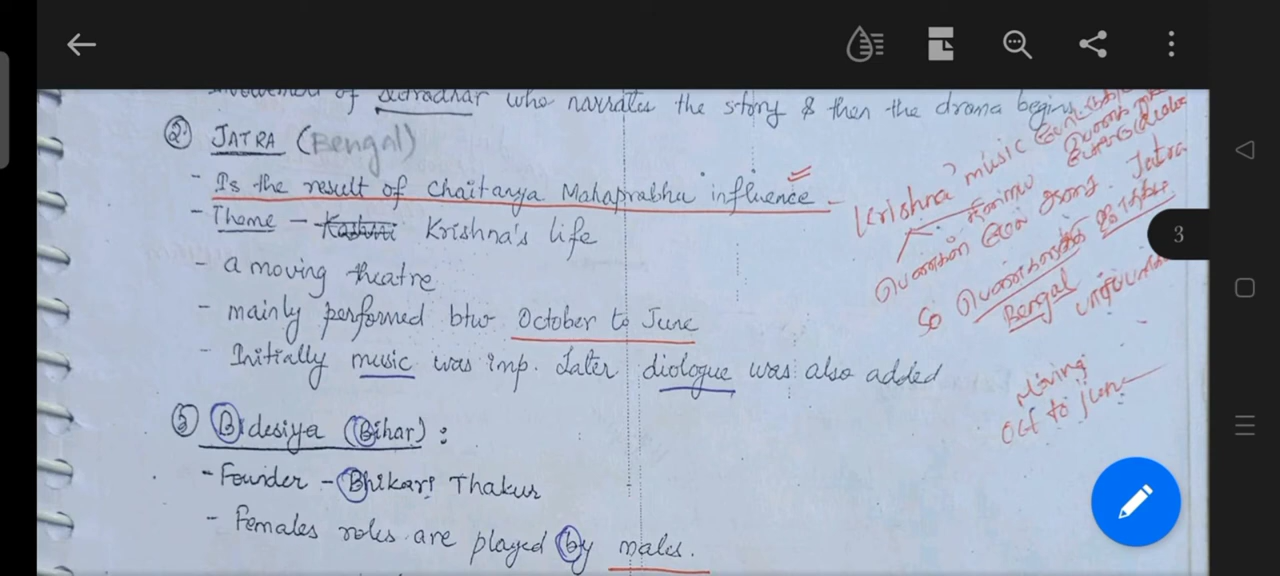 of Sutradhar who narrates the story & then the drama begins
② JATRA (Bengal)
- Is the result of Chaitanya Mahaprabhu influence -
- Theme - Krishna's life
- a moving theatre
- mainly performed btw October to June
- Initially music was imp. Later diologue was also added
⑤ Bidesiya (Bihar) :
- Founder - Bhikari Thakur
- Females roles are played by males.
Krishna music
பெண்கள் மேல் ஆசை. Jatra
So
Bengal
Moving
Oct to june
3